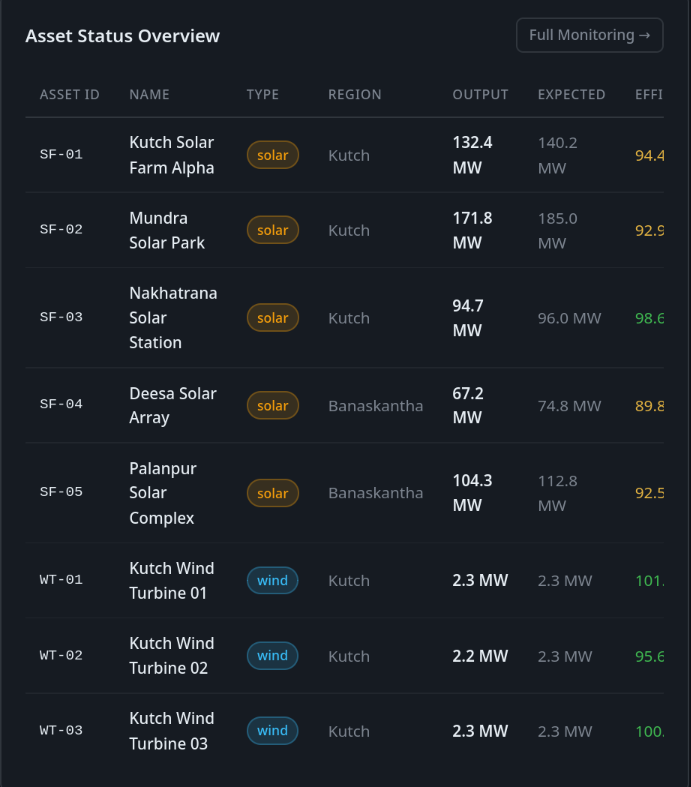 Asset Status Overview
Full Monitoring →
ASSET ID NAME TYPE REGION OUTPUT EXPECTED EFFI
SF-01 Kutch Solar Farm Alpha solar Kutch 132.4 MW 140.2 MW 94.4
SF-02 Mundra Solar Park solar Kutch 171.8 MW 185.0 MW 92.9
SF-03 Nakhatrana Solar Station solar Kutch 94.7 MW 96.0 MW 98.6
SF-04 Deesa Solar Array solar Banaskantha 67.2 MW 74.8 MW 89.8
SF-05 Palanpur Solar Complex solar Banaskantha 104.3 MW 112.8 MW 92.5
WT-01 Kutch Wind Turbine 01 wind Kutch 2.3 MW 2.3 MW 101.
WT-02 Kutch Wind Turbine 02 wind Kutch 2.2 MW 2.3 MW 95.6
WT-03 Kutch Wind Turbine 03 wind Kutch 2.3 MW 2.3 MW 100.